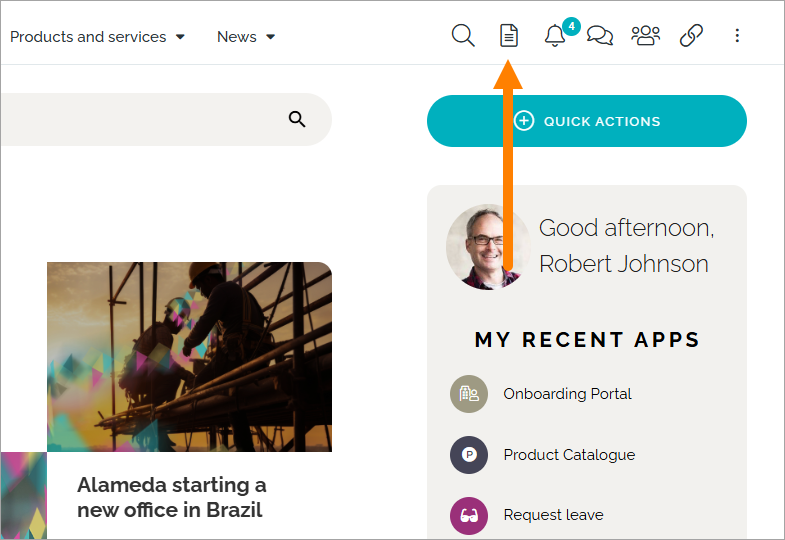 Products and services
News
4
QUICK ACTIONS
Good afternoon,
Robert Johnson
MY RECENT APPS
Onboarding Portal
P
Product Catalogue
Request leave
Alameda starting a
new office in Brazil